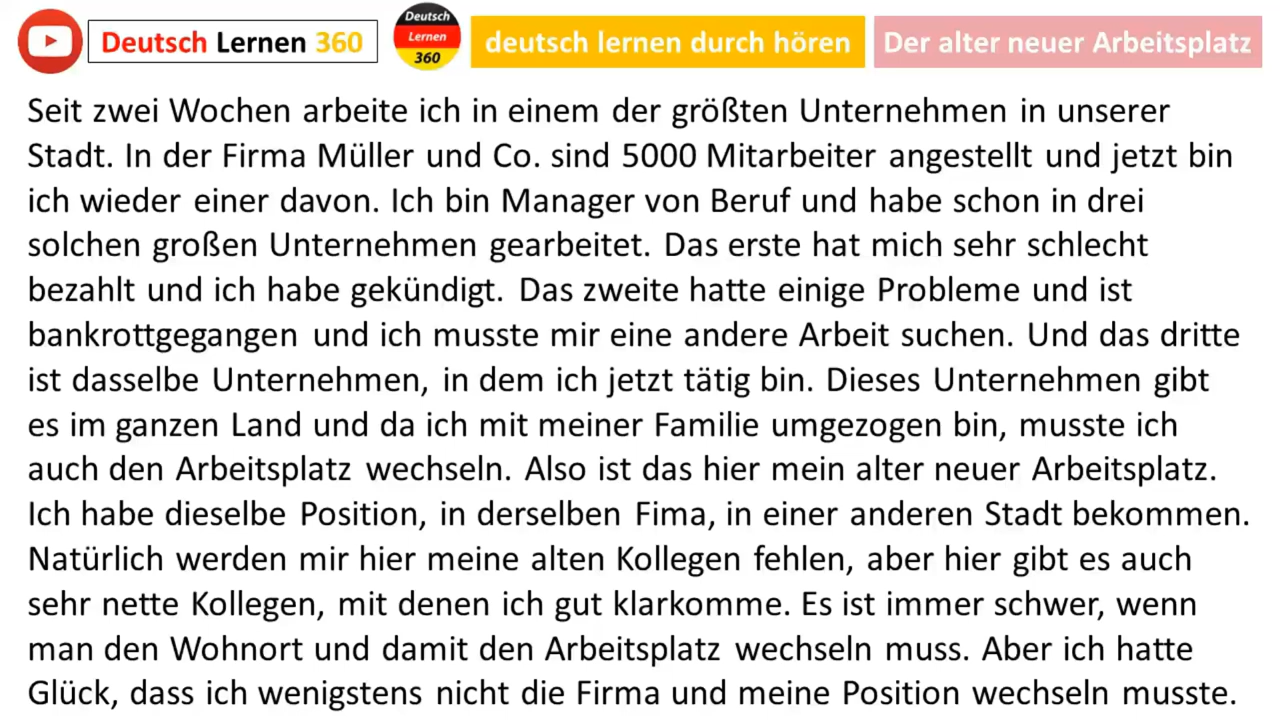 Deutsch Lernen 360
Deutsch
Lernen
360
deutsch lernen durch hören
Der alter neuer Arbeitsplatz
Seit zwei Wochen arbeite ich in einem der größten Unternehmen in unserer
Stadt. In der Firma Müller und Co. sind 5000 Mitarbeiter angestellt und jetzt bin
ich wieder einer davon. Ich bin Manager von Beruf und habe schon in drei
solchen großen Unternehmen gearbeitet. Das erste hat mich sehr schlecht
bezahlt und ich habe gekündigt. Das zweite hatte einige Probleme und ist
bankrottgegangen und ich musste mir eine andere Arbeit suchen. Und das dritte
ist dasselbe Unternehmen, in dem ich jetzt tätig bin. Dieses Unternehmen gibt
es im ganzen Land und da ich mit meiner Familie umgezogen bin, musste ich
auch den Arbeitsplatz wechseln. Also ist das hier mein alter neuer Arbeitsplatz.
Ich habe dieselbe Position, in derselben Fima, in einer anderen Stadt bekommen.
Natürlich werden mir hier meine alten Kollegen fehlen, aber hier gibt es auch
sehr nette Kollegen, mit denen ich gut klarkomme. Es ist immer schwer, wenn
man den Wohnort und damit den Arbeitsplatz wechseln muss. Aber ich hatte
Glück, dass ich wenigstens nicht die Firma und meine Position wechseln musste.